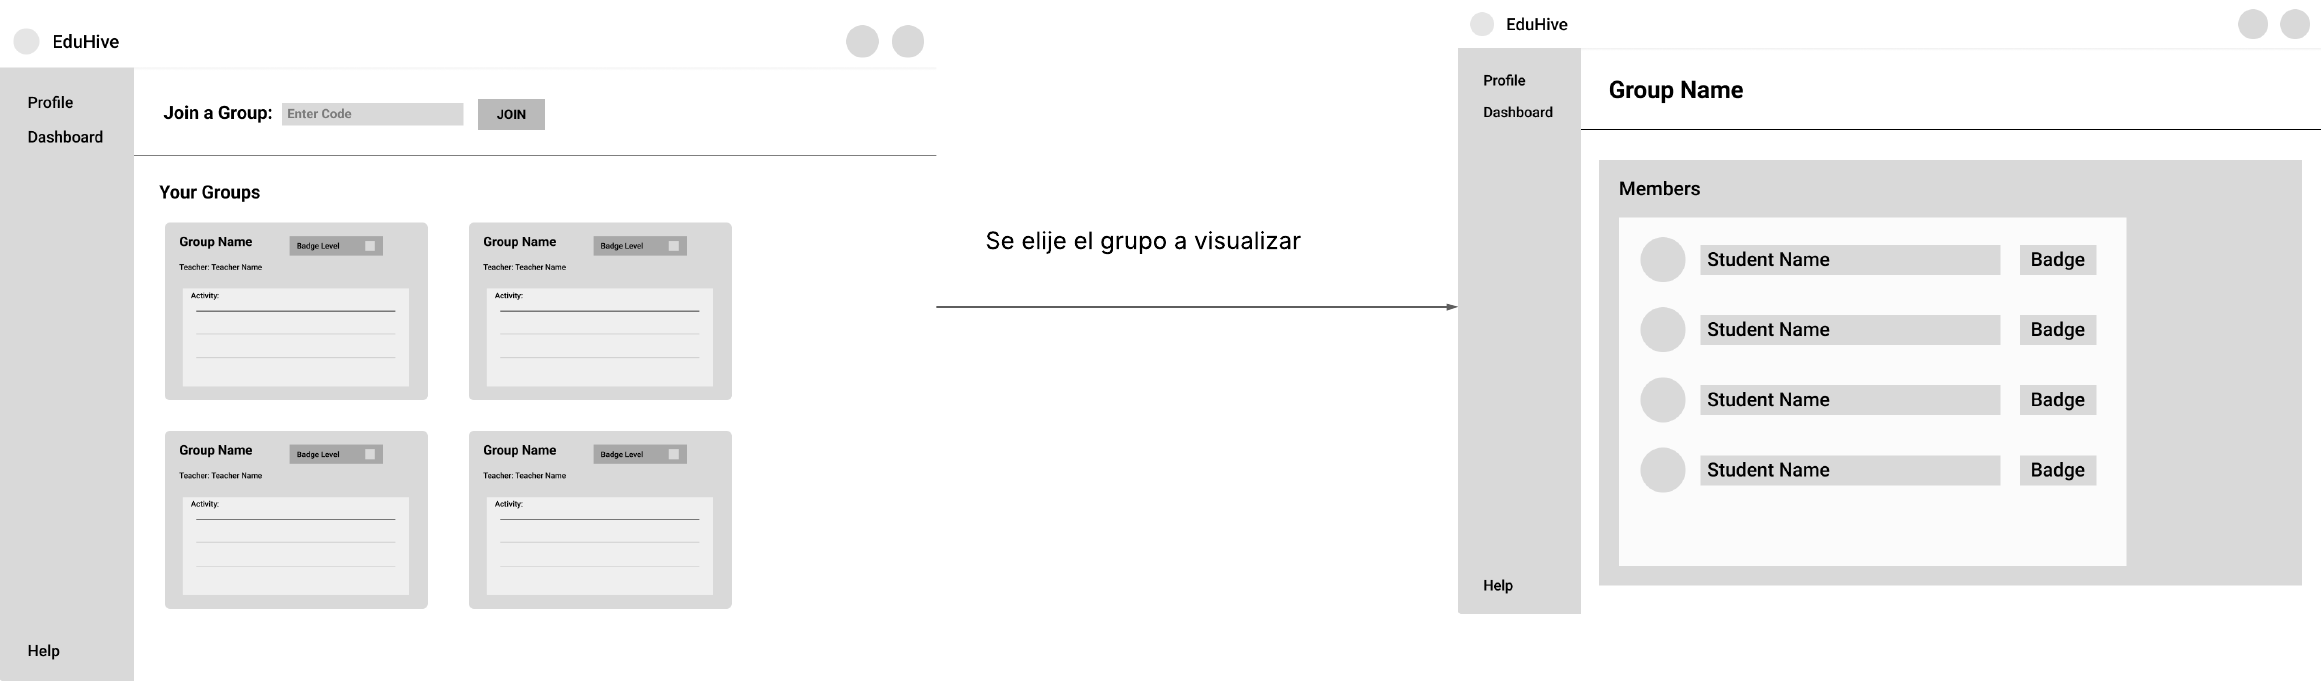 EduHive
Profile
Dashboard
Join a Group: Enter Code JOIN
Your Groups
Group Name Badge Level
Teacher: Teacher Name
Activity:
Group Name Badge Level
Teacher: Teacher Name
Activity:
Group Name Badge Level
Teacher: Teacher Name
Activity:
Group Name Badge Level
Teacher: Teacher Name
Activity:
Help
Se elije el grupo a visualizar
EduHive
Profile
Dashboard
Group Name
Members
Student Name Badge
Student Name Badge
Student Name Badge
Student Name Badge
Help